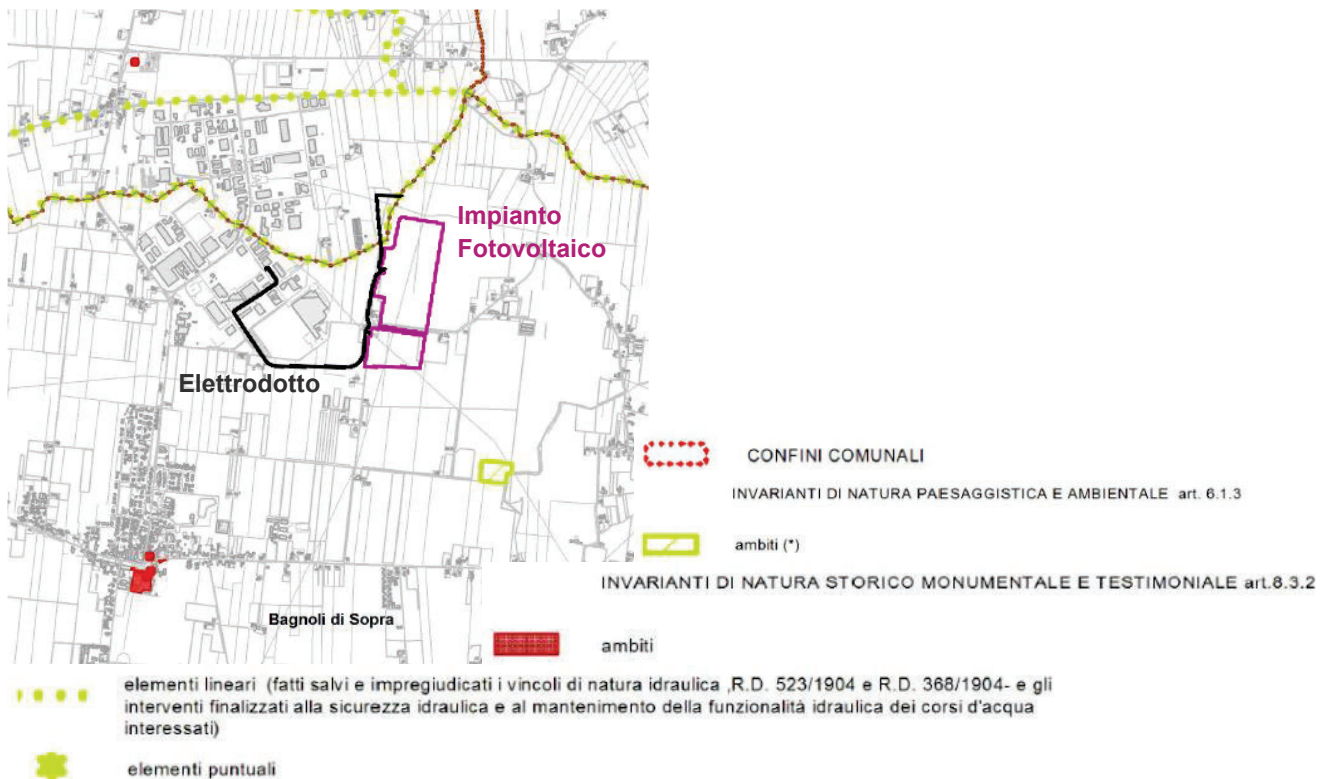 Impianto
Fotovoltaico
Elettrodotto
Bagnoli di Sopra
CONFINI COMUNALI
INVARIANTI DI NATURA PAESAGGISTICA E AMBIENTALE art. 6.1.3
ambiti (*)
INVARIANTI DI NATURA STORICO MONUMENTALE E TESTIMONIALE art.8.3.2
ambiti
elementi lineari (fatti salvi e impregiudicati i vincoli di natura idraulica ,R.D. 523/1904 e R.D. 368/1904- e gli
interventi finalizzati alla sicurezza idraulica e al mantenimento della funzionalità idraulica dei corsi d'acqua
interessati)
elementi puntuali